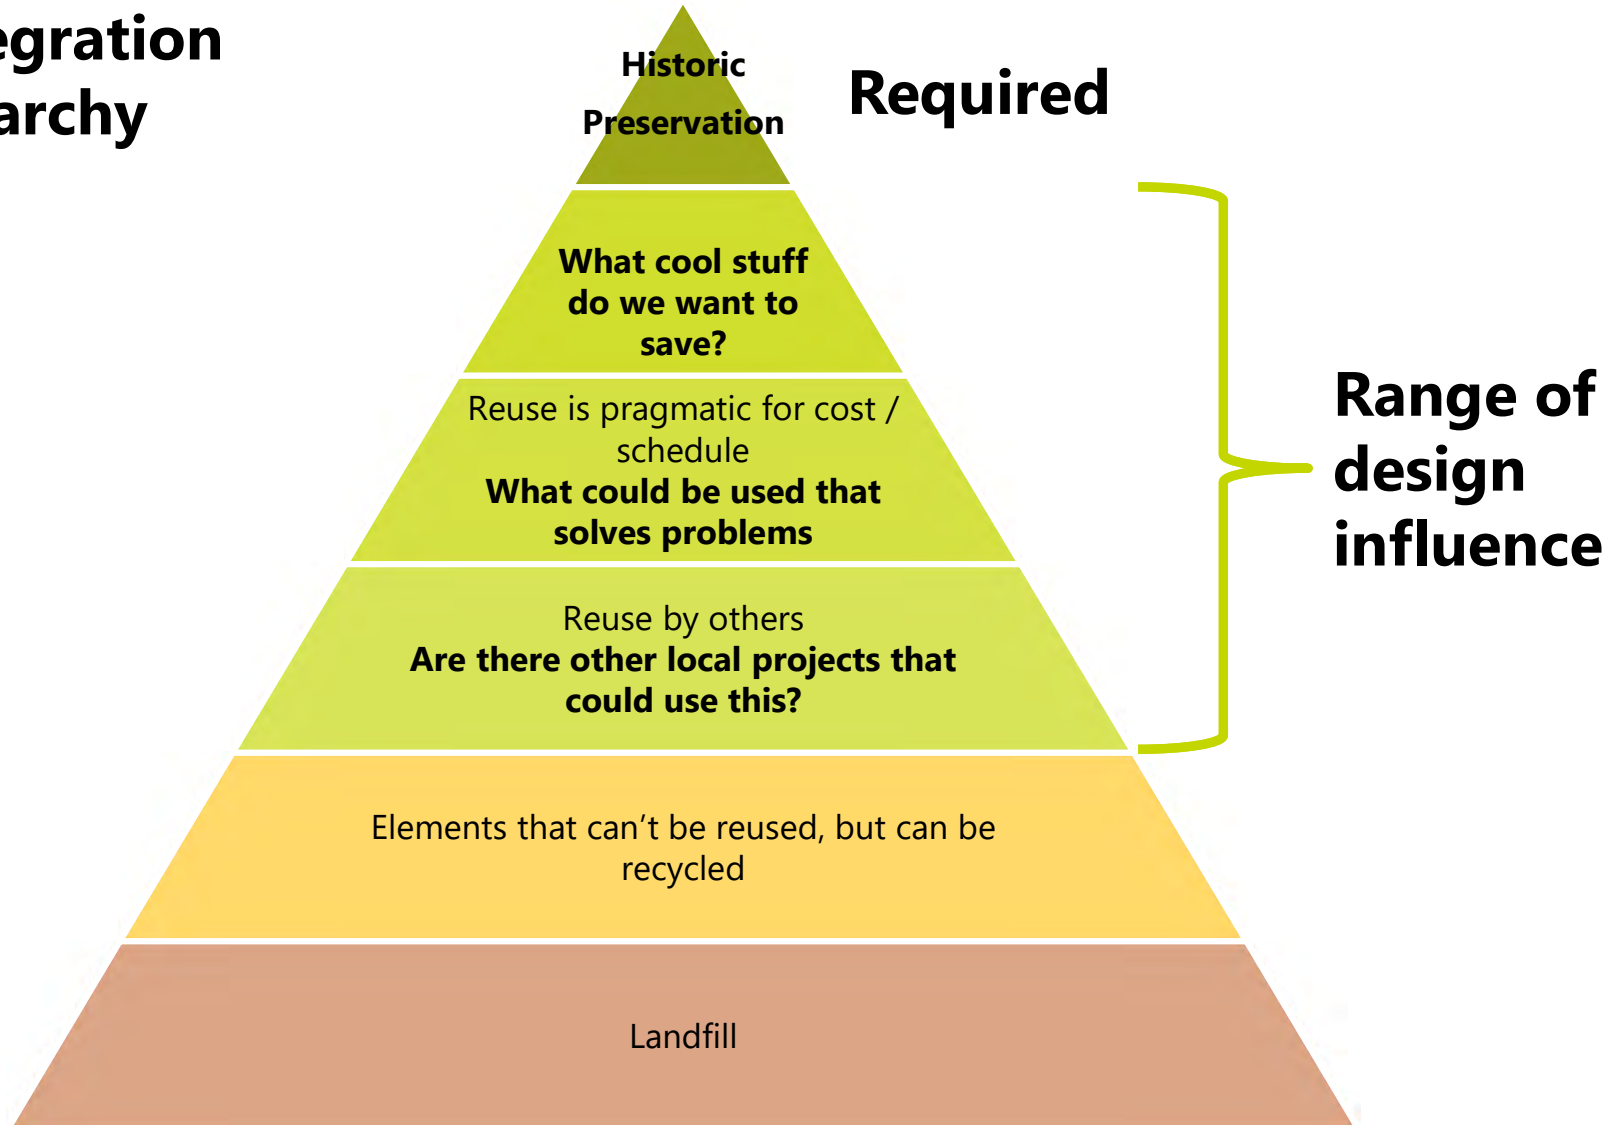 egration
archy
Historic
Preservation
Required
What cool stuff
do we want to
save?
Reuse is pragmatic for cost /
schedule
What could be used that
solves problems
Range of
design
influence
Reuse by others
Are there other local projects that
could use this?
Elements that can’t be reused, but can be
recycled
Landfill